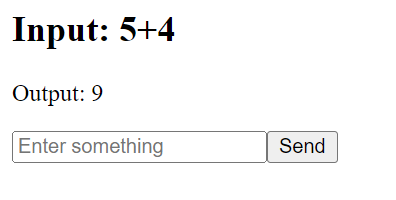 Input: 5+4
Output: 9
Enter something Send